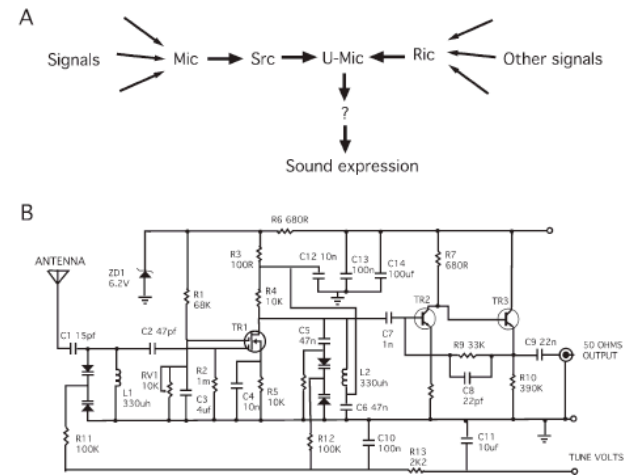 A
Signals Mic Src U-Mic Ric Other signals
?
Sound expression
B
R6 680R
ANTENNA
ZD1
6.2V
R3
100R
C12 10n
C13
100n
C14
100uf
R7
680R
R1
68K
R4
10K
TR1
TR2
TR3
C1 15pf
C2 47pf
C5
47n
C7
1n
R9 33K
C9 22n
50 OHMS
OUTPUT
L1
330uh
RV1
10K
C3
4uf
R2
1m
C4
10n
R5
10K
L2
330uh
C6 47n
C8
22pf
R10
390K
R11
100K
R12
100K
C10
100n
R13
2K2
C11
10uf
TUNE VOLTS